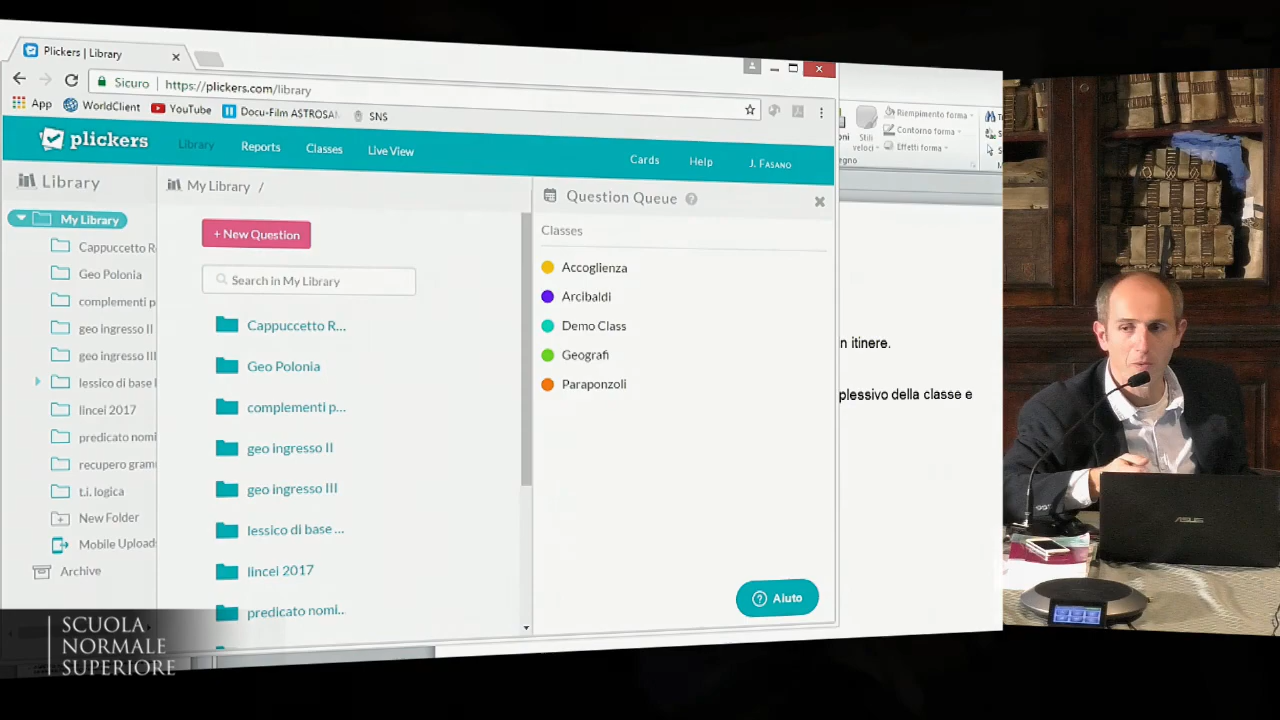 Plickers | Library
Sicuro https://plickers.com/library
App WorldClient YouTube Docu-Film ASTROSA SNS
plickers Library Reports Classes Live View Cards Help J. FASANO
Library
My Library
Cappuccetto R
Geo Polonia
complementi p
geo ingresso II
geo ingresso III
lessico di base I
lincei 2017
predicato nomi
recupero gram
t.i. logica
New Folder
Mobile Uploads
Archive
My Library /
+ New Question
Search in My Library
Cappuccetto R...
Geo Polonia
complementi p...
geo ingresso II
geo ingresso III
lessico di base ...
lincei 2017
predicato nomi..
Question Queue ?
Classes
Accoglienza
Arcibaldi
Demo Class
Geografi
Paraponzoli
? Aiuto
Riempimento forma
Contorno forma
Effetti forma
Stili
veloci
n itinere.
plessivo della classe e
ASUS
SCUOLA
NORMALE
SUPERIORE